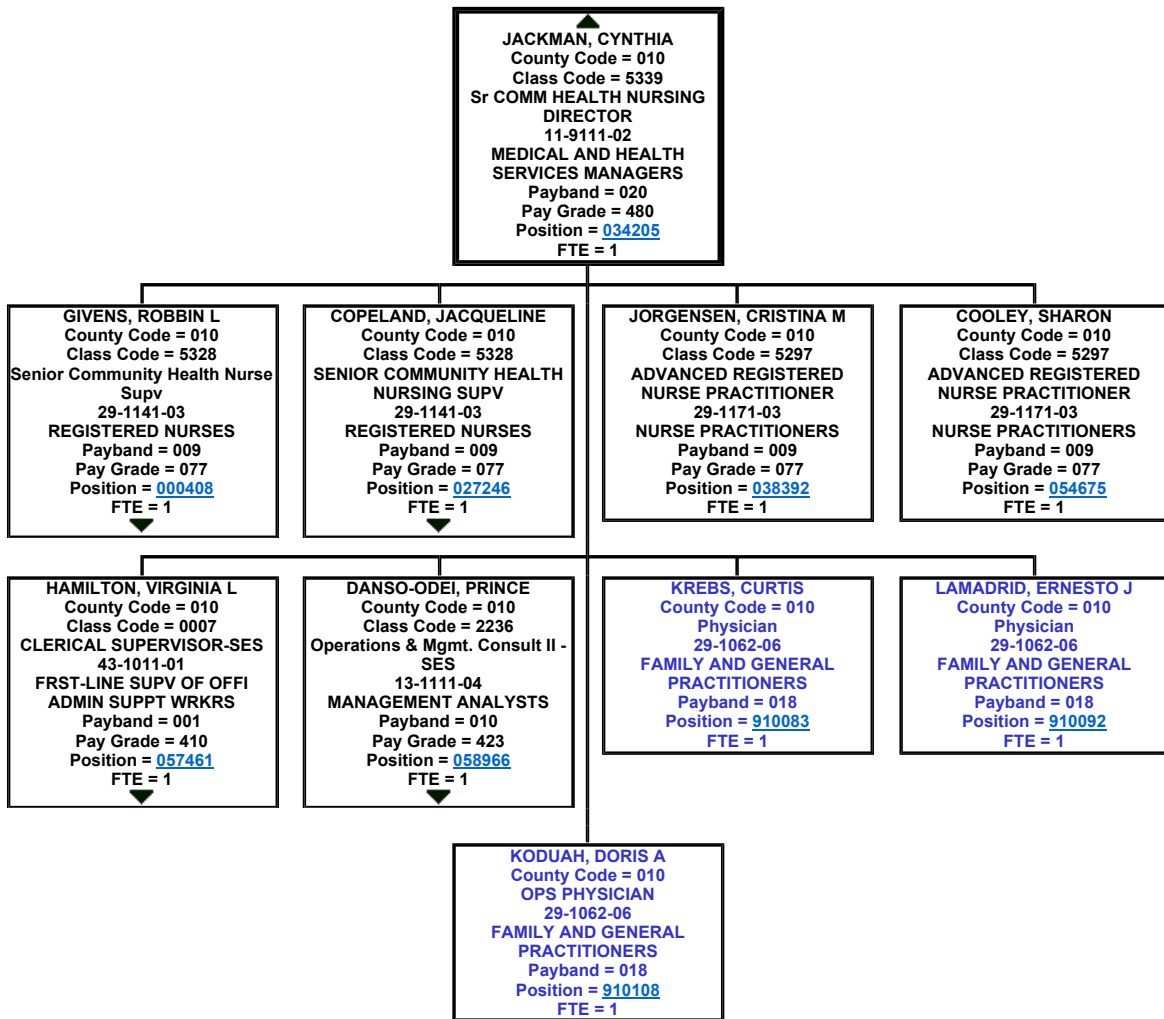 JACKMAN, CYNTHIA
County Code = 010
Class Code = 5339
Sr COMM HEALTH NURSING
DIRECTOR
11-9111-02
MEDICAL AND HEALTH
SERVICES MANAGERS
Payband = 020
Pay Grade = 480
Position = 034205
FTE = 1
GIVENS, ROBBIN L
County Code = 010
Class Code = 5328
Senior Community Health Nurse
Supv
29-1141-03
REGISTERED NURSES
Payband = 009
Pay Grade = 077
Position = 000408
FTE = 1
COPELAND, JACQUELINE
County Code = 010
Class Code = 5328
SENIOR COMMUNITY HEALTH
NURSING SUPV
29-1141-03
REGISTERED NURSES
Payband = 009
Pay Grade = 077
Position = 027246
FTE = 1
JORGENSEN, CRISTINA M
County Code = 010
Class Code = 5297
ADVANCED REGISTERED
NURSE PRACTITIONER
29-1171-03
NURSE PRACTITIONERS
Payband = 009
Pay Grade = 077
Position = 038392
FTE = 1
COOLEY, SHARON
County Code = 010
Class Code = 5297
ADVANCED REGISTERED
NURSE PRACTITIONER
29-1171-03
NURSE PRACTITIONERS
Payband = 009
Pay Grade = 077
Position = 054675
FTE = 1
HAMILTON, VIRGINIA L
County Code = 010
Class Code = 0007
CLERICAL SUPERVISOR-SES
43-1011-01
FRST-LINE SUPV OF OFFI
ADMIN SUPPT WRKRS
Payband = 001
Pay Grade = 410
Position = 057461
FTE = 1
DANSO-ODEI, PRINCE
County Code = 010
Class Code = 2236
Operations & Mgmt. Consult II -
SES
13-1111-04
MANAGEMENT ANALYSTS
Payband = 010
Pay Grade = 423
Position = 058966
FTE = 1
KREBS, CURTIS
County Code = 010
Physician
29-1062-06
FAMILY AND GENERAL
PRACTITIONERS
Payband = 018
Position = 910083
FTE = 1
LAMADRID, ERNESTO J
County Code = 010
Physician
29-1062-06
FAMILY AND GENERAL
PRACTITIONERS
Payband = 018
Position = 910092
FTE = 1
KODUAH, DORIS A
County Code = 010
OPS PHYSICIAN
29-1062-06
FAMILY AND GENERAL
PRACTITIONERS
Payband = 018
Position = 910108
FTE = 1